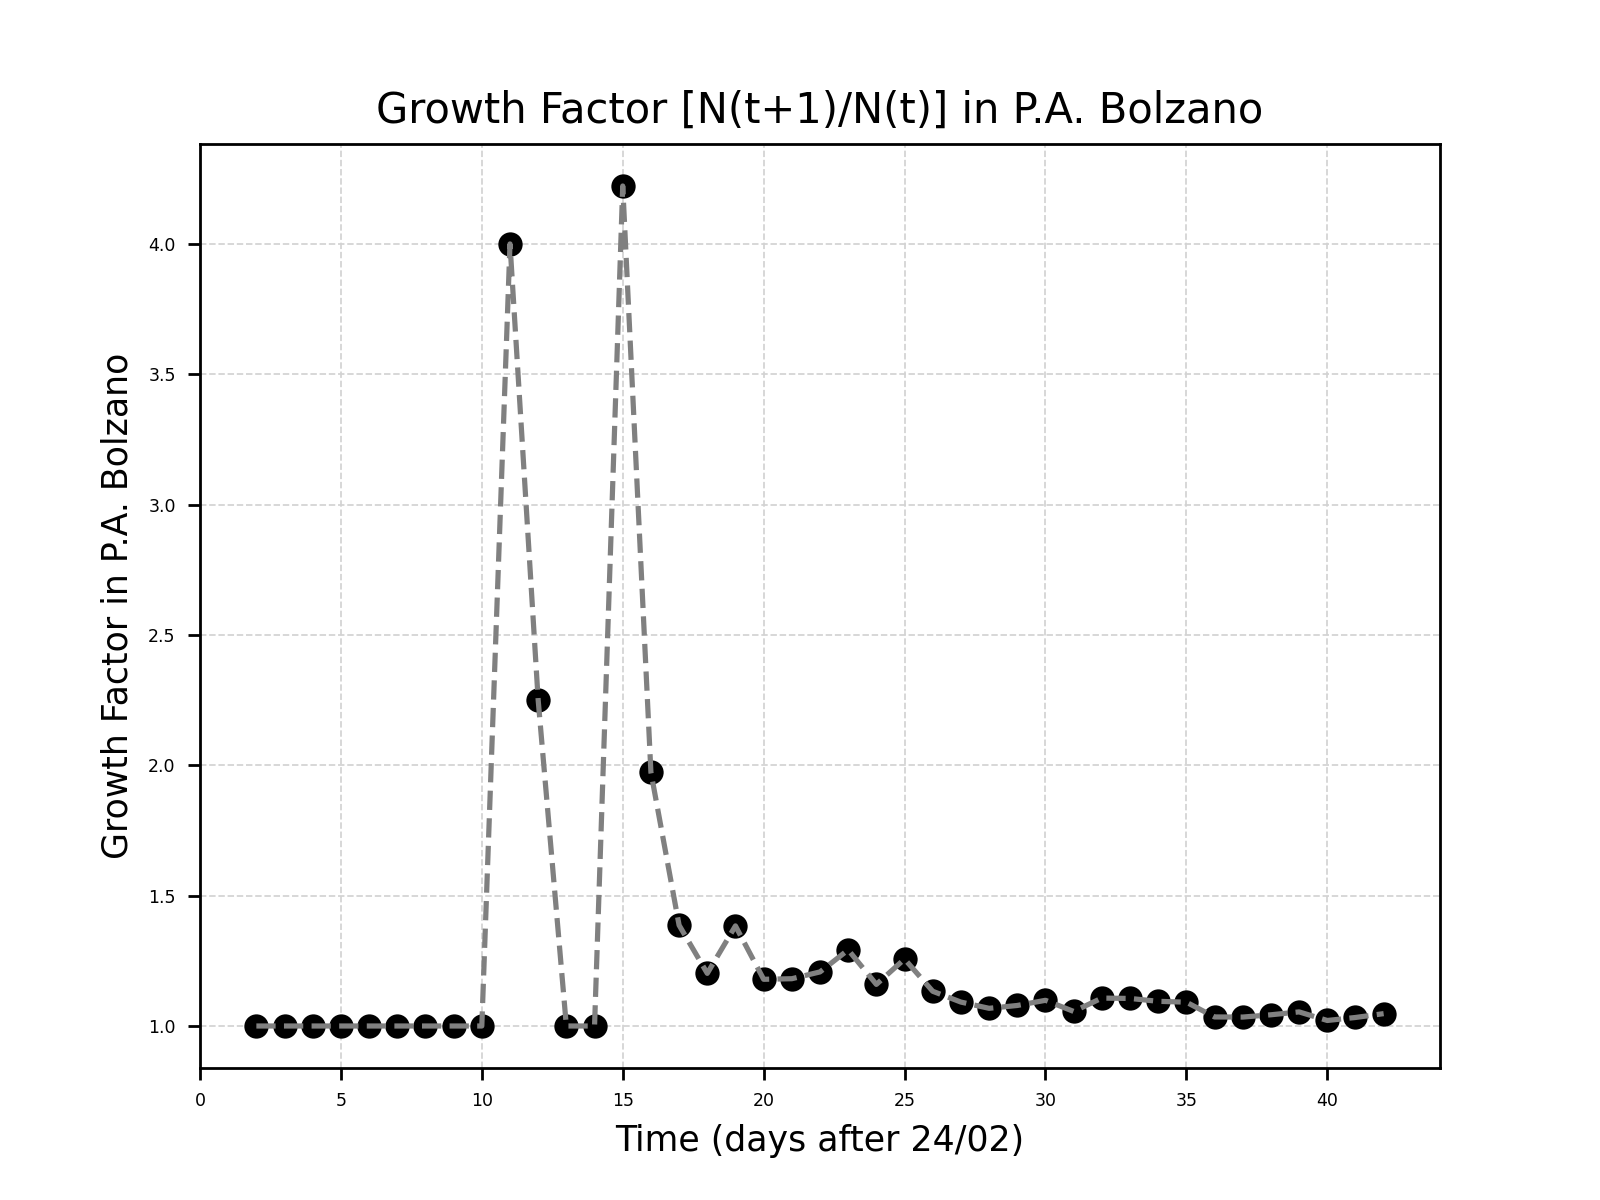 Growth Factor [N(t+1)/N(t)] in P.A. Bolzano
Growth Factor in P.A. Bolzano
4.0
3.5
3.0
2.5
2.0
1.5
1.0
0 5 10 15 20 25 30 35 40
Time (days after 24/02)